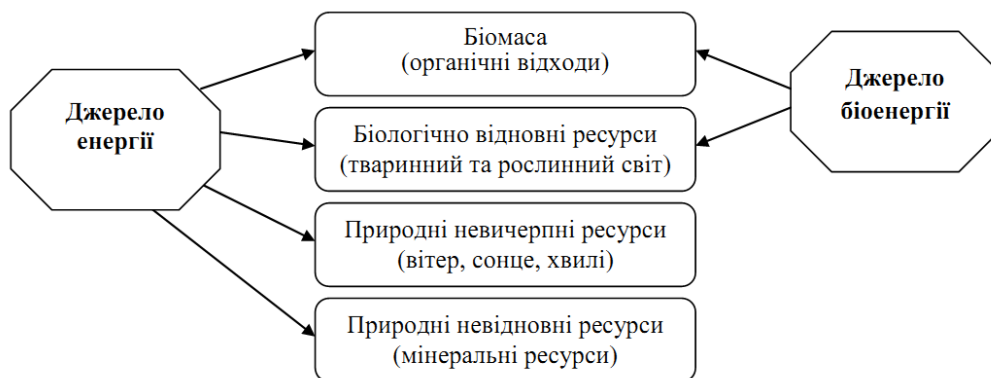 Джерело
енергії
Біомаса
(органічні відходи)
Біологічно відновні ресурси
(тваринний та рослинний світ)
Природні невичерпні ресурси
(вітер, сонце, хвилі)
Природні невідновні ресурси
(мінеральні ресурси)
Джерело
біоенергії